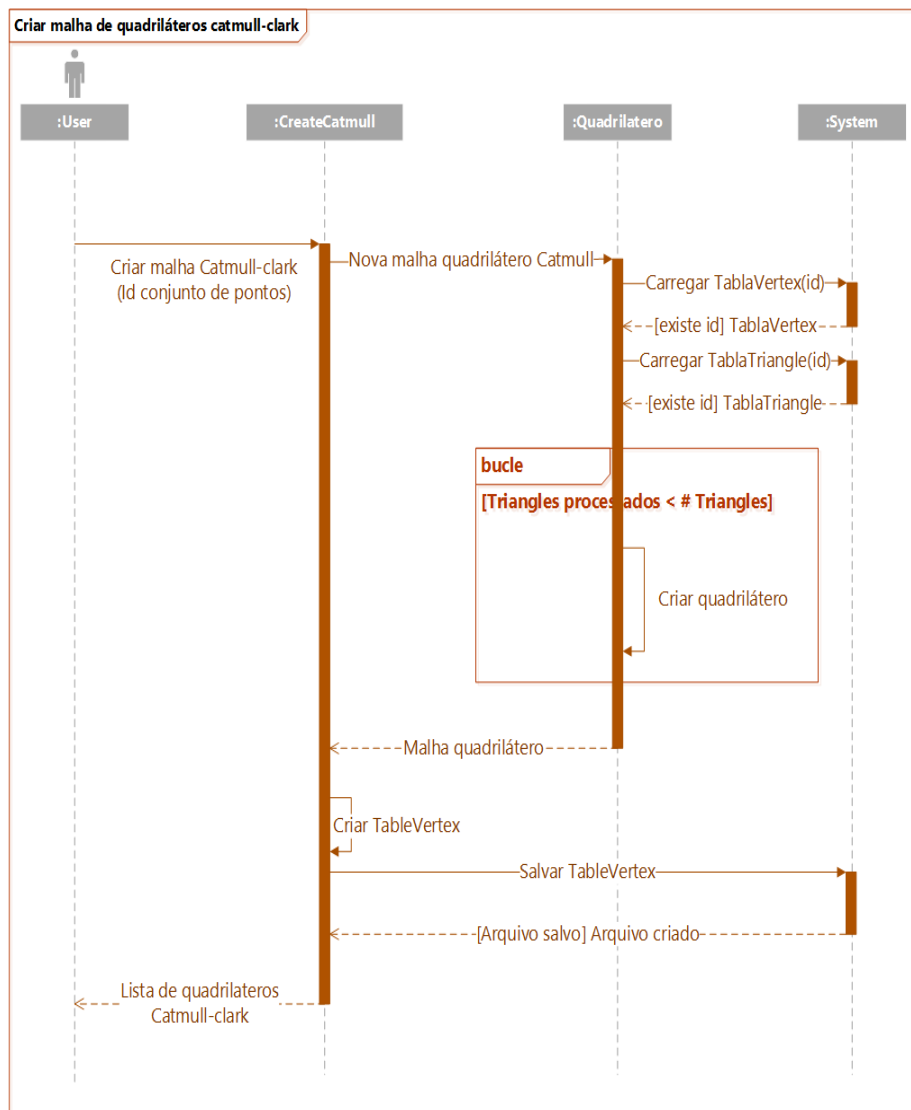 Criar malha de quadriláteros catmull-clark
:User
:CreateCatmull
:Quadrilatero
:System
Criar malha Catmull-clark
(Id conjunto de pontos)
Nova malha quadrilátero Catmull
Carregar TablaVertex(id)
[existe id] TablaVertex
Carregar TablaTriangle(id)
[existe id] TablaTriangle
bucle
[Triangles procesados < # Triangles]
Criar quadrilátero
Malha quadrilátero
Criar TableVertex
Salvar TableVertex
[Arquivo salvo] Arquivo criado
Lista de quadrilateros
Catmull-clark